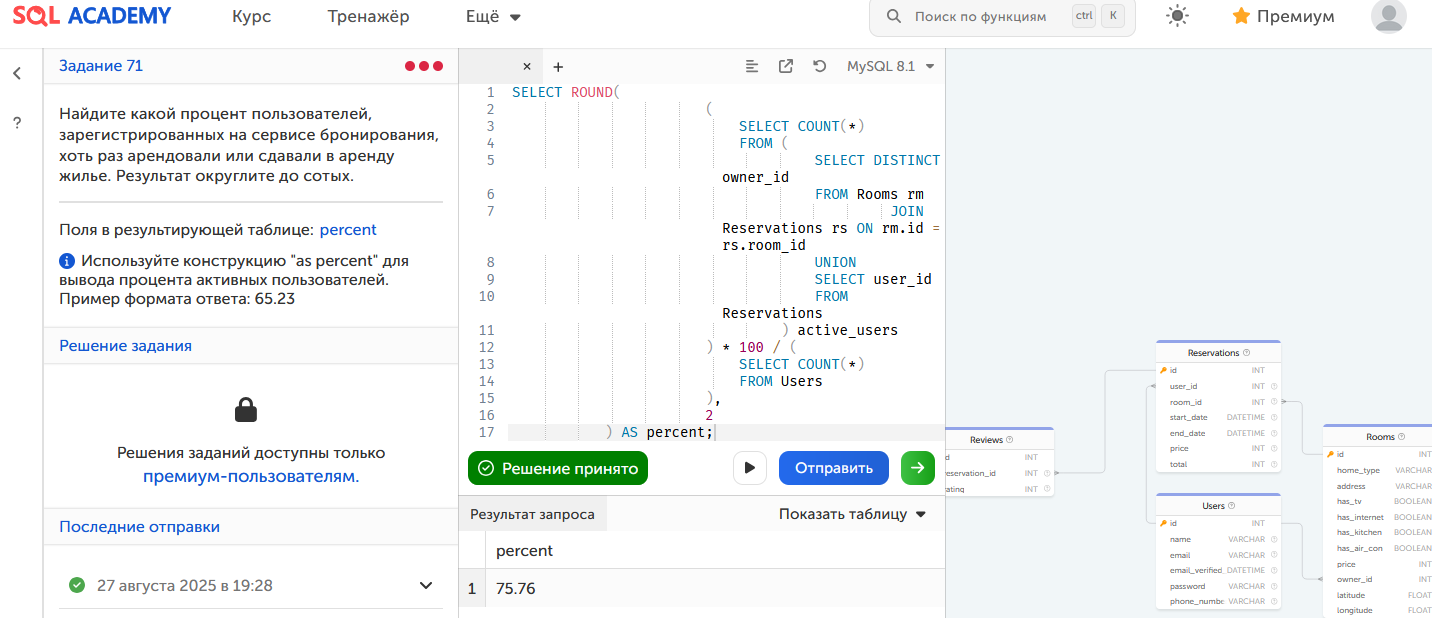 SQL ACADEMY Курс Тренажёр Ещё Поиск по функциям ctrl K Премиум
Задание 71
Найдите какой процент пользователей,
зарегистрированных на сервисе бронирования,
хоть раз арендовали или сдавали в аренду
жилье. Результат округлите до сотых.
Поля в результирующей таблице: percent
Используйте конструкцию "as percent" для
вывода процента активных пользователей.
Пример формата ответа: 65.23
Решение задания
Решения заданий доступны только
премиум-пользователям.
Последние отправки
27 августа 2025 в 19:28
?
× + MySQL 8.1
1 SELECT ROUND(
2 (
3 SELECT COUNT(*)
4 FROM (
5 SELECT DISTINCT
owner_id
6 FROM Rooms rm
7 JOIN
Reservations rs ON rm.id =
rs.room_id
8 UNION
9 SELECT user_id
10 FROM
Reservations
11 ) active_users
12 ) * 100 / (
13 SELECT COUNT(*)
14 FROM Users
15 ),
16 2
17 ) AS percent;
Решение принято Отправить
Результат запроса Показать таблицу
percent
1 75.76
Reviews
d INT
reservation_id INT
rating INT
Reservations
id INT
user_id INT
room_id INT
start_date DATETIME
end_date DATETIME
price INT
total INT
Users
id INT
name VARCHAR
email VARCHAR
email_verified_ DATETIME
password VARCHAR
phone_numbe VARCHAR
Rooms
id INT
home_type VARCHAR
address VARCHAR
has_tv BOOLEAN
has_internet BOOLEAN
has_kitchen BOOLEAN
has_air_con BOOLEAN
price INT
owner_id INT
latitude FLOAT
longitude FLOAT